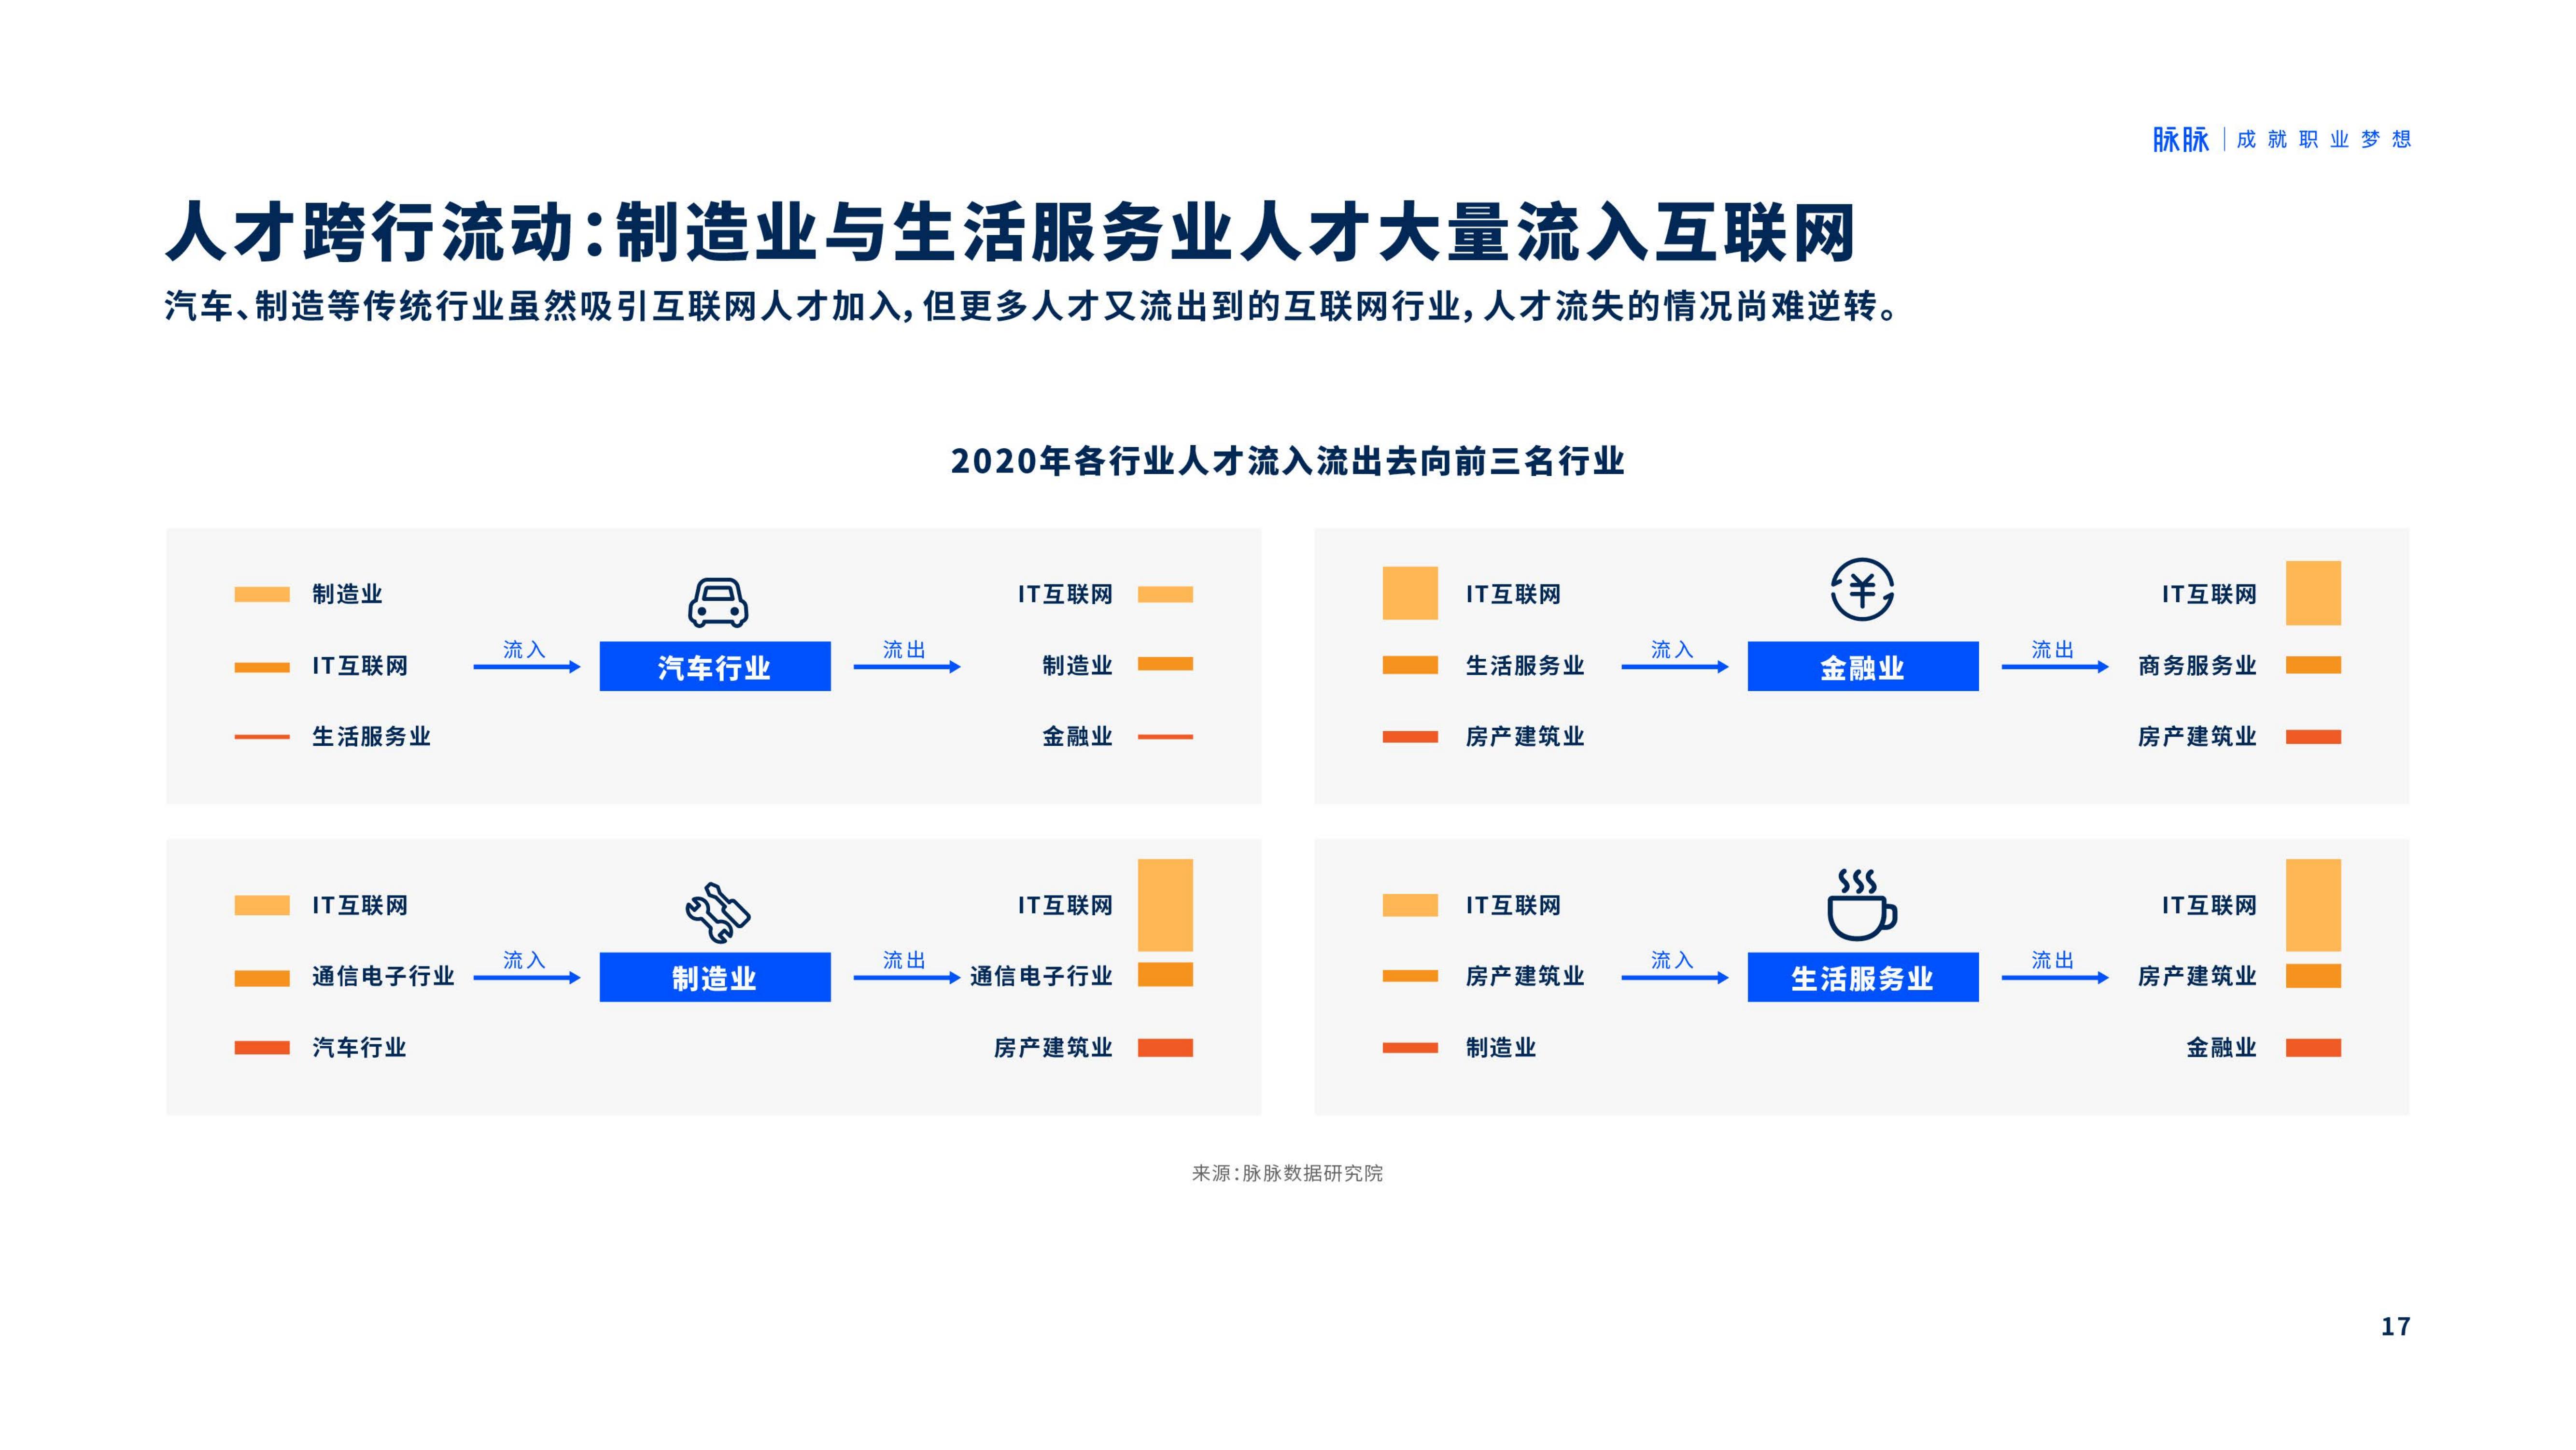 脉脉 | 成就职业梦想
人才跨行流动:制造业与生活服务业人才大量流入互联网
汽车、制造等传统行业虽然吸引互联网人才加入,但更多人才又流出到的互联网行业,人才流失的情况尚难逆转。
2020年各行业人才流入流出去向前三名行业
制造业
IT互联网
生活服务业
流入
汽车行业
流出
IT互联网
制造业
金融业
IT互联网
生活服务业
房产建筑业
流入
金融业
流出
IT互联网
商务服务业
房产建筑业
IT互联网
通信电子行业
汽车行业
流入
制造业
流出
IT互联网
通信电子行业
房产建筑业
IT互联网
房产建筑业
制造业
流入
生活服务业
流出
IT互联网
房产建筑业
金融业
来源:脉脉数据研究院
17